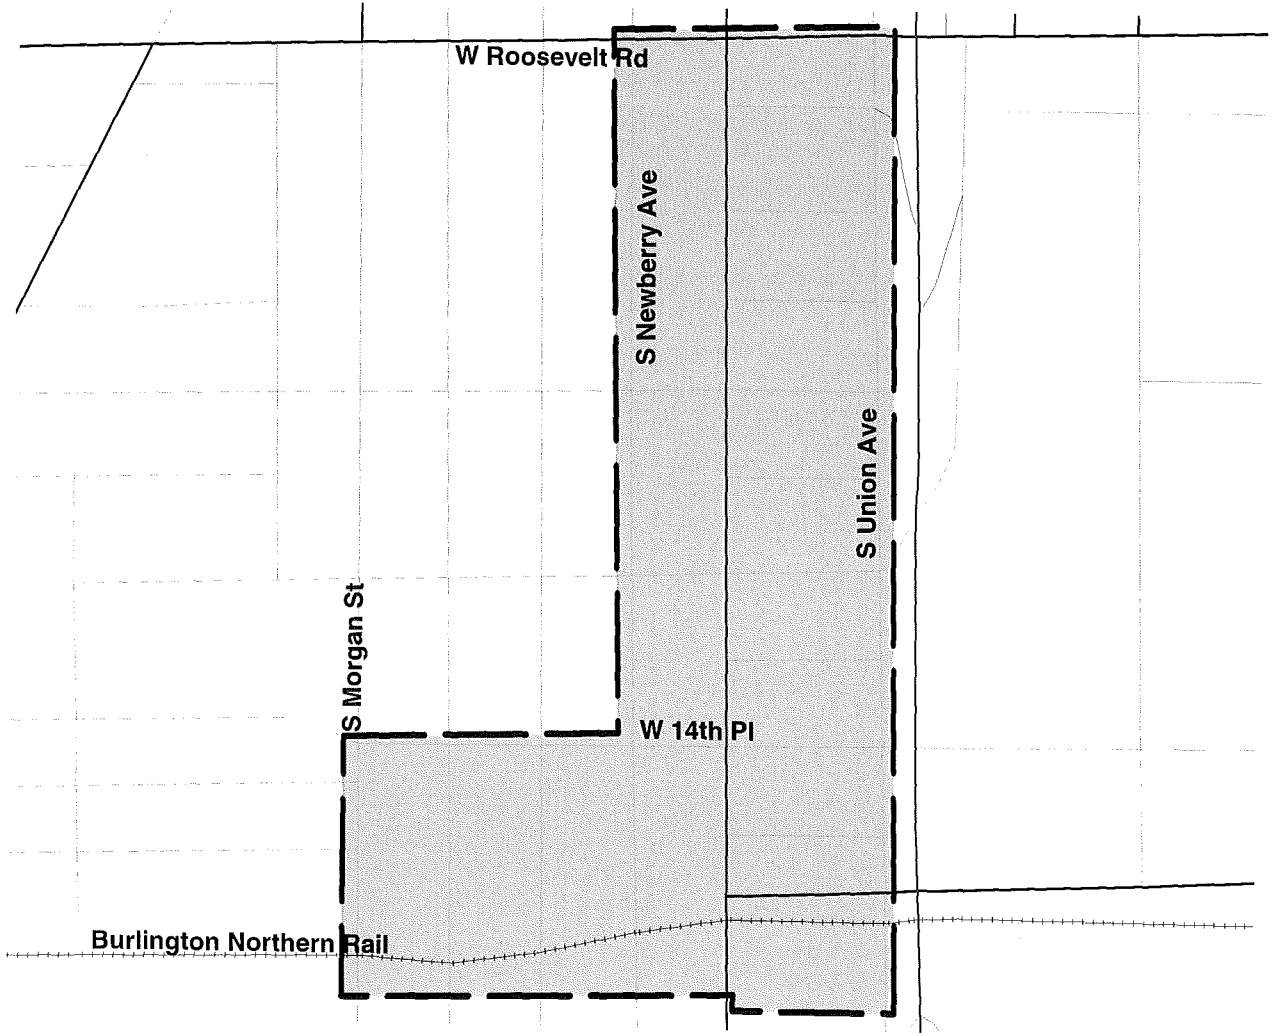 W Roosevelt Rd
S Newberry Ave
S Union Ave
S Morgan St
W 14th Pl
Burlington Northern Rail